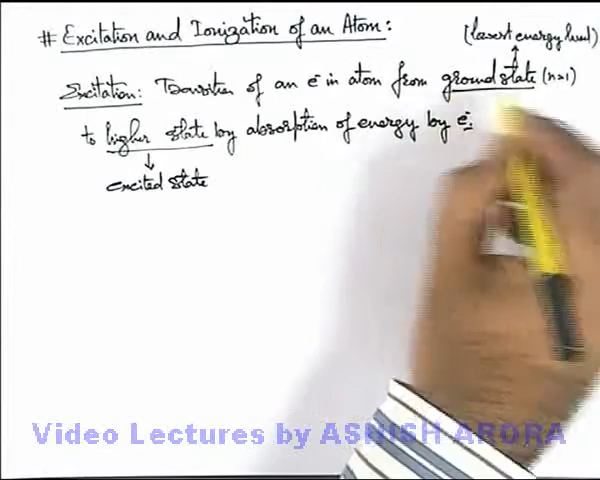 # Excitation and Ionization of an Atom:
(lowest energy level)
Excitation: Transition of an e⁻ in atom from ground state (n=1)
to higher state by absorption of energy by e⁻
excited state
Video Lectures by ASHISH ARORA